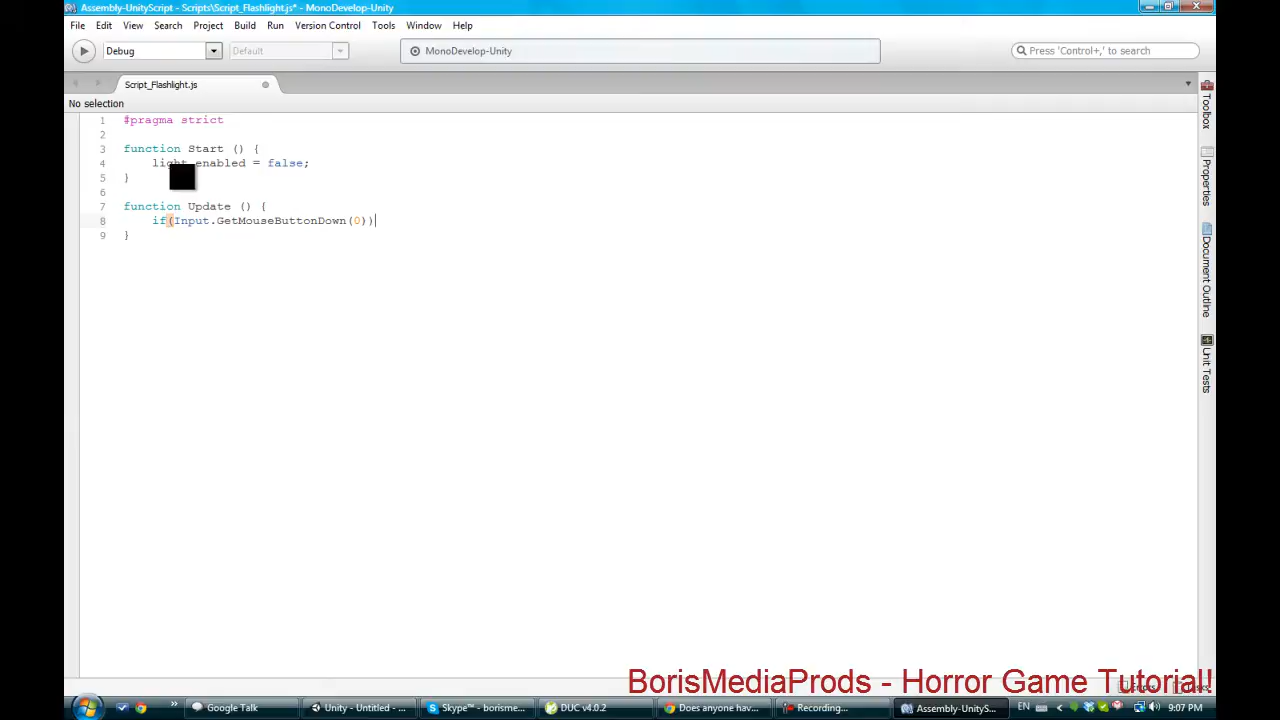 Assembly-UnityScript - Scripts\Script_Flashlight.js* - MonoDevelop-Unity
File Edit View Search Project Build Run Version Control Tools Window Help
Debug Default MonoDevelop-Unity Press 'Control+,' to search
Script_Flashlight.js
No selection
1 #pragma strict
2
3 function Start () {
4 light.enabled = false;
5 }
6
7 function Update () {
8 if(Input.GetMouseButtonDown(0))
9 }
Toolbox
Properties
Document Outline
Unit Tests
BorisMediaProds - Horror Game Tutorial!
Google Talk Unity - Untitled - ... Skype™ - borisme... DUC v4.0.2 Does anyone hav... Recording... Assembly-UnityS... EN 9:07 PM